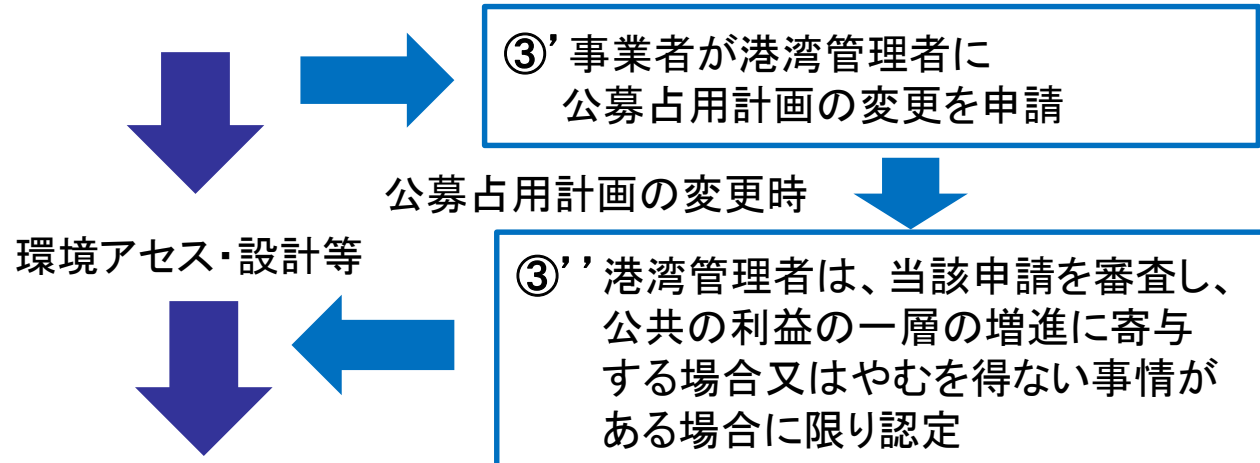 ③’事業者が港湾管理者に
公募占用計画の変更を申請
公募占用計画の変更時
環境アセス・設計等
③’’港湾管理者は、当該申請を審査し、
公共の利益の一層の増進に寄与
する場合又はやむを得ない事情が
ある場合に限り認定